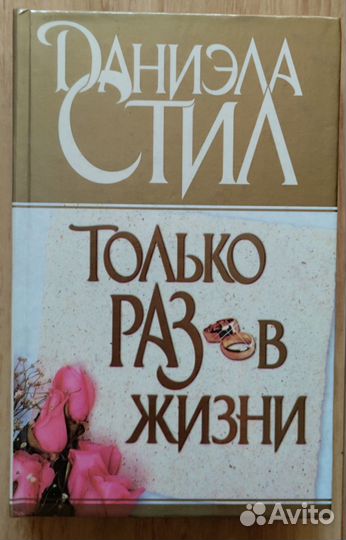 Даниэла
Стил
Только
раз в
жизни
Avito